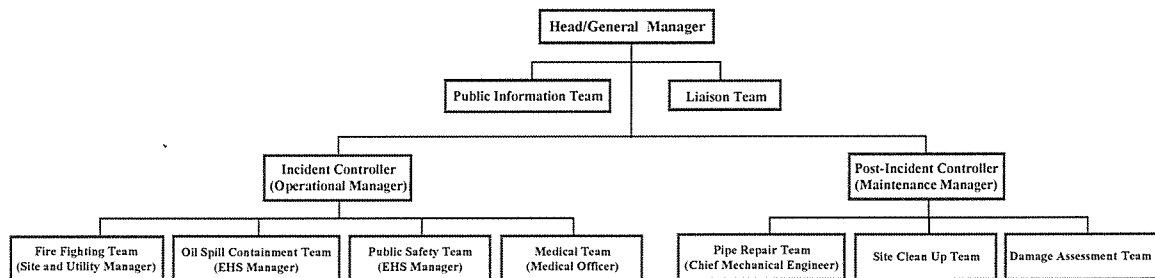 Head/General Manager
Public Information Team
Liaison Team
Incident Controller
(Operational Manager)
Post-Incident Controller
(Maintenance Manager)
Fire Fighting Team
(Site and Utility Manager)
Oil Spill Containment Team
(EHS Manager)
Public Safety Team
(EHS Manager)
Medical Team
(Medical Officer)
Pipe Repair Team
(Chief Mechanical Engineer)
Site Clean Up Team
Damage Assessment Team